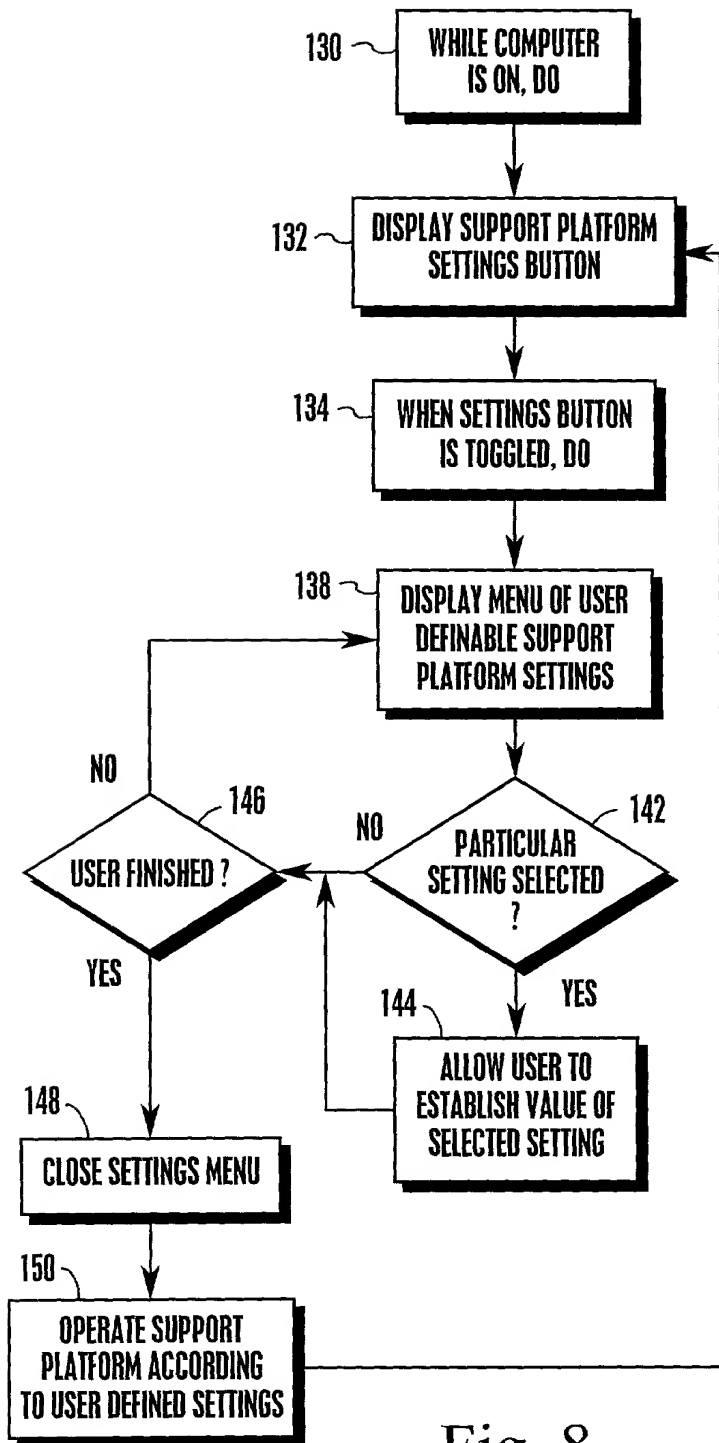 130
WHILE COMPUTER
IS ON, DO
132
DISPLAY SUPPORT PLATFORM
SETTINGS BUTTON
134
WHEN SETTINGS BUTTON
IS TOGGLED, DO
138
DISPLAY MENU OF USER
DEFINABLE SUPPORT
PLATFORM SETTINGS
NO
146
USER FINISHED ?
YES
NO
142
PARTICULAR
SETTING SELECTED
?
YES
144
ALLOW USER TO
ESTABLISH VALUE OF
SELECTED SETTING
148
CLOSE SETTINGS MENU
150
OPERATE SUPPORT
PLATFORM ACCORDING
TO USER DEFINED SETTINGS
Fig. 8